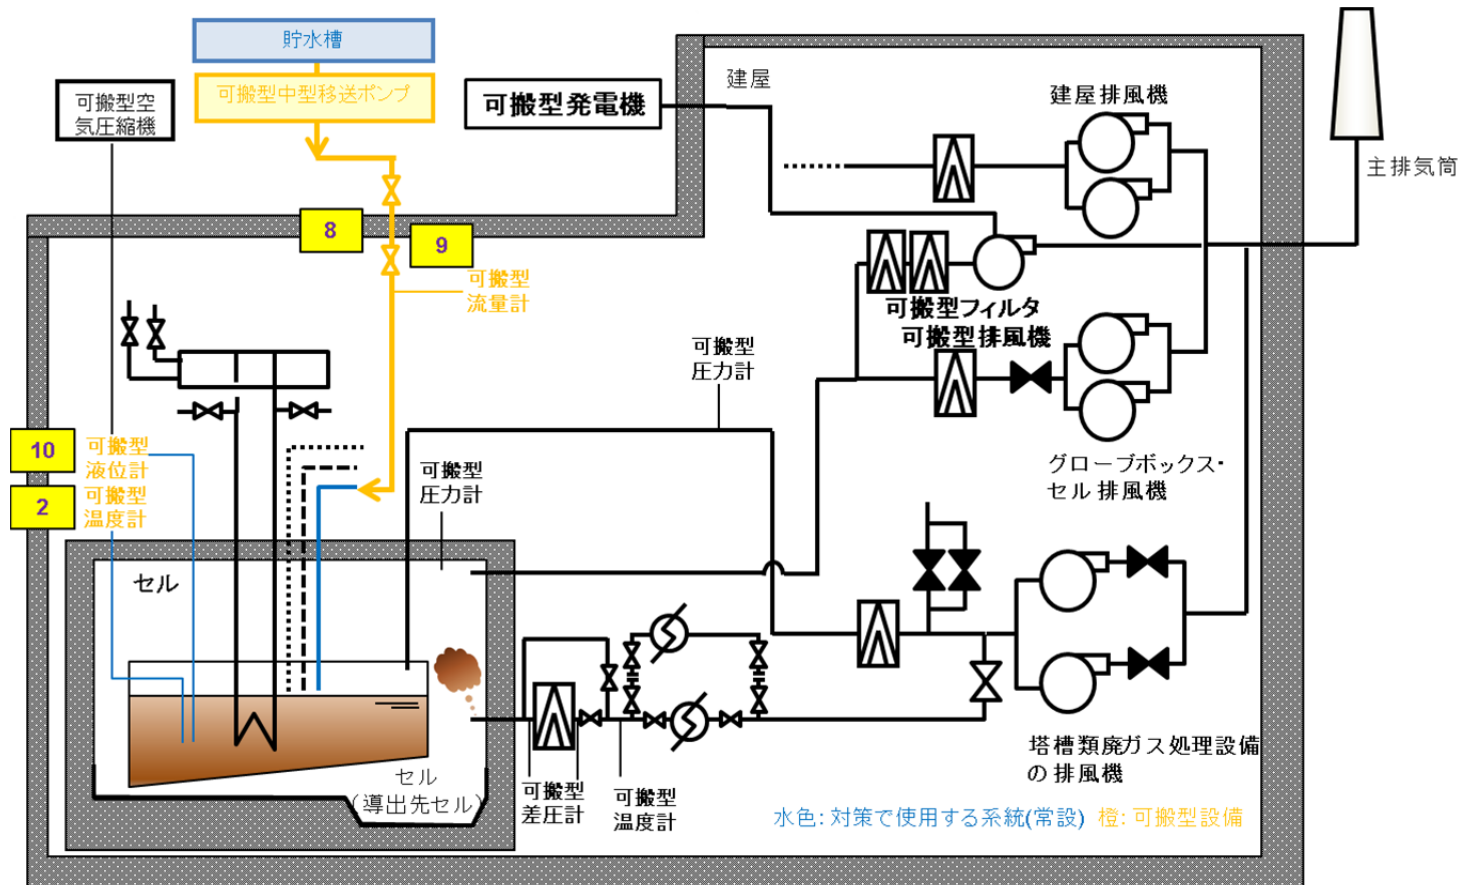 貯水槽
可搬型中型移送ポンプ
可搬型空
気圧縮機
可搬型発電機
建屋
建屋排風機
主排気筒
8
9
可搬型
流量計
可搬型フィルタ
可搬型排風機
可搬型
圧力計
10
可搬型
液位計
2
可搬型
温度計
可搬型
圧力計
グローブボックス・
セル排風機
セル
セル
(導出先セル)
可搬型
差圧計
可搬型
温度計
塔槽類廃ガス処理設備
の排風機
水色:対策で使用する系統(常設) 橙:可搬型設備